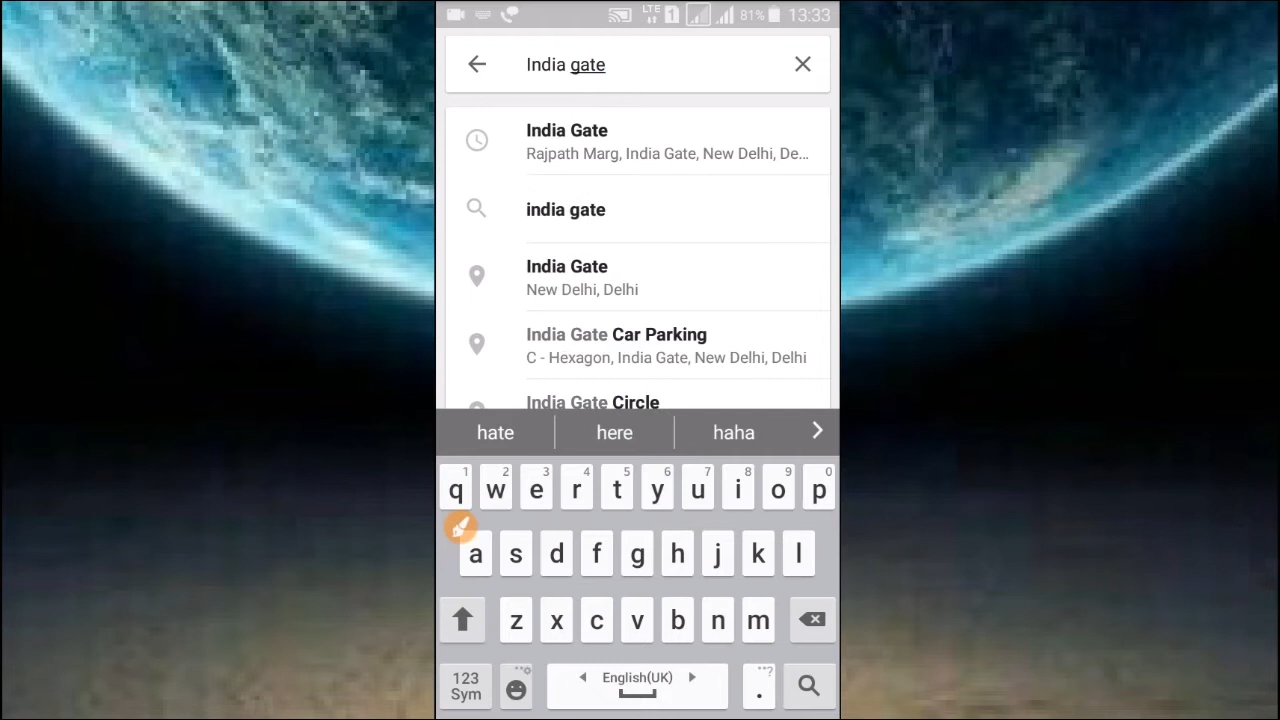 LTE 1 81% 13:33
India gate
India Gate
Rajpath Marg, India Gate, New Delhi, De...
india gate
India Gate
New Delhi, Delhi
India Gate Car Parking
C - Hexagon, India Gate, New Delhi, Delhi
India Gate Circle
hate here haha
1 2 3 4 5 6 7 8 9 0
q w e r t y u i o p
a s d f g h j k l
z x c v b n m
123 English(UK) . ..?
Sym